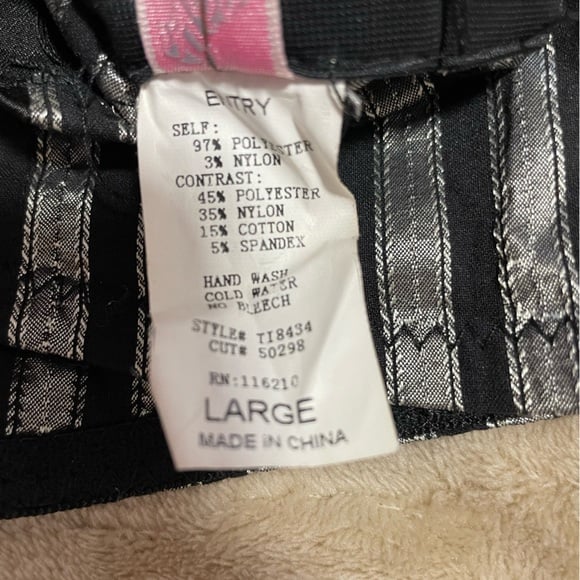 ENTRY
SELF:
97% POLYESTER
3% NYLON
CONTRAST:
45% POLYESTER
35% NYLON
15% COTTON
5% SPANDEX
HAND WASH
COLD WATER
NO BLEECH
STYLE# TI8434
CUT# 50298
RN:116210
LARGE
MADE IN CHINA